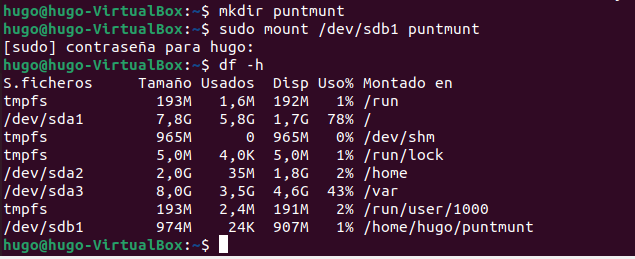 hugo@hugo-VirtualBox:~$ mkdir puntmunt
hugo@hugo-VirtualBox:~$ sudo mount /dev/sdb1 puntmunt
[sudo] contraseña para hugo:
hugo@hugo-VirtualBox:~$ df -h
S.ficheros     Tamaño Usados  Disp Uso% Montado en
tmpfs            193M   1,6M  192M   1% /run
/dev/sda1        7,8G   5,8G  1,7G  78% /
tmpfs            965M      0  965M   0% /dev/shm
tmpfs            5,0M   4,0K  5,0M   1% /run/lock
/dev/sda2        2,0G    35M  1,8G   2% /home
/dev/sda3        8,0G   3,5G  4,6G  43% /var
tmpfs            193M   2,4M  191M   2% /run/user/1000
/dev/sdb1        974M    24K  907M   1% /home/hugo/puntmunt
hugo@hugo-VirtualBox:~$